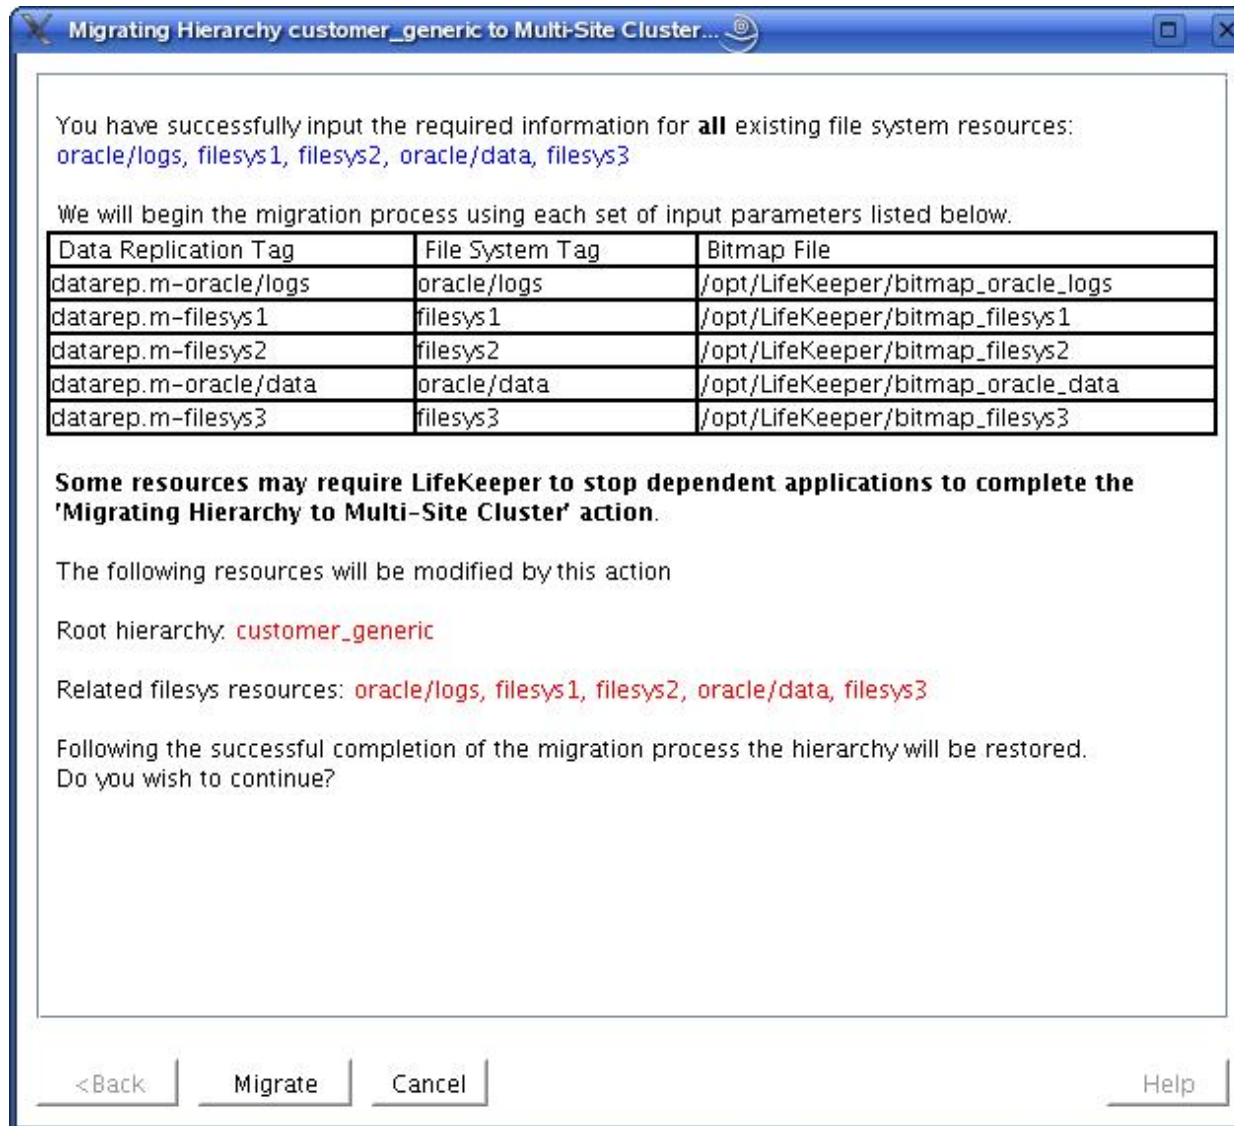 Migrating Hierarchy customer_generic to Multi-Site Cluster...
You have successfully input the required information for all existing file system resources:
oracle/logs, filesys1, filesys2, oracle/data, filesys3
We will begin the migration process using each set of input parameters listed below.
Data Replication Tag File System Tag Bitmap File
datarep.m-oracle/logs oracle/logs /opt/LifeKeeper/bitmap_oracle_logs
datarep.m-filesys1 filesys1 /opt/LifeKeeper/bitmap_filesys1
datarep.m-filesys2 filesys2 /opt/LifeKeeper/bitmap_filesys2
datarep.m-oracle/data oracle/data /opt/LifeKeeper/bitmap_oracle_data
datarep.m-filesys3 filesys3 /opt/LifeKeeper/bitmap_filesys3
Some resources may require LifeKeeper to stop dependent applications to complete the
'Migrating Hierarchy to Multi-Site Cluster' action.
The following resources will be modified by this action
Root hierarchy: customer_generic
Related filesys resources: oracle/logs, filesys1, filesys2, oracle/data, filesys3
Following the successful completion of the migration process the hierarchy will be restored.
Do you wish to continue?
<Back Migrate Cancel Help